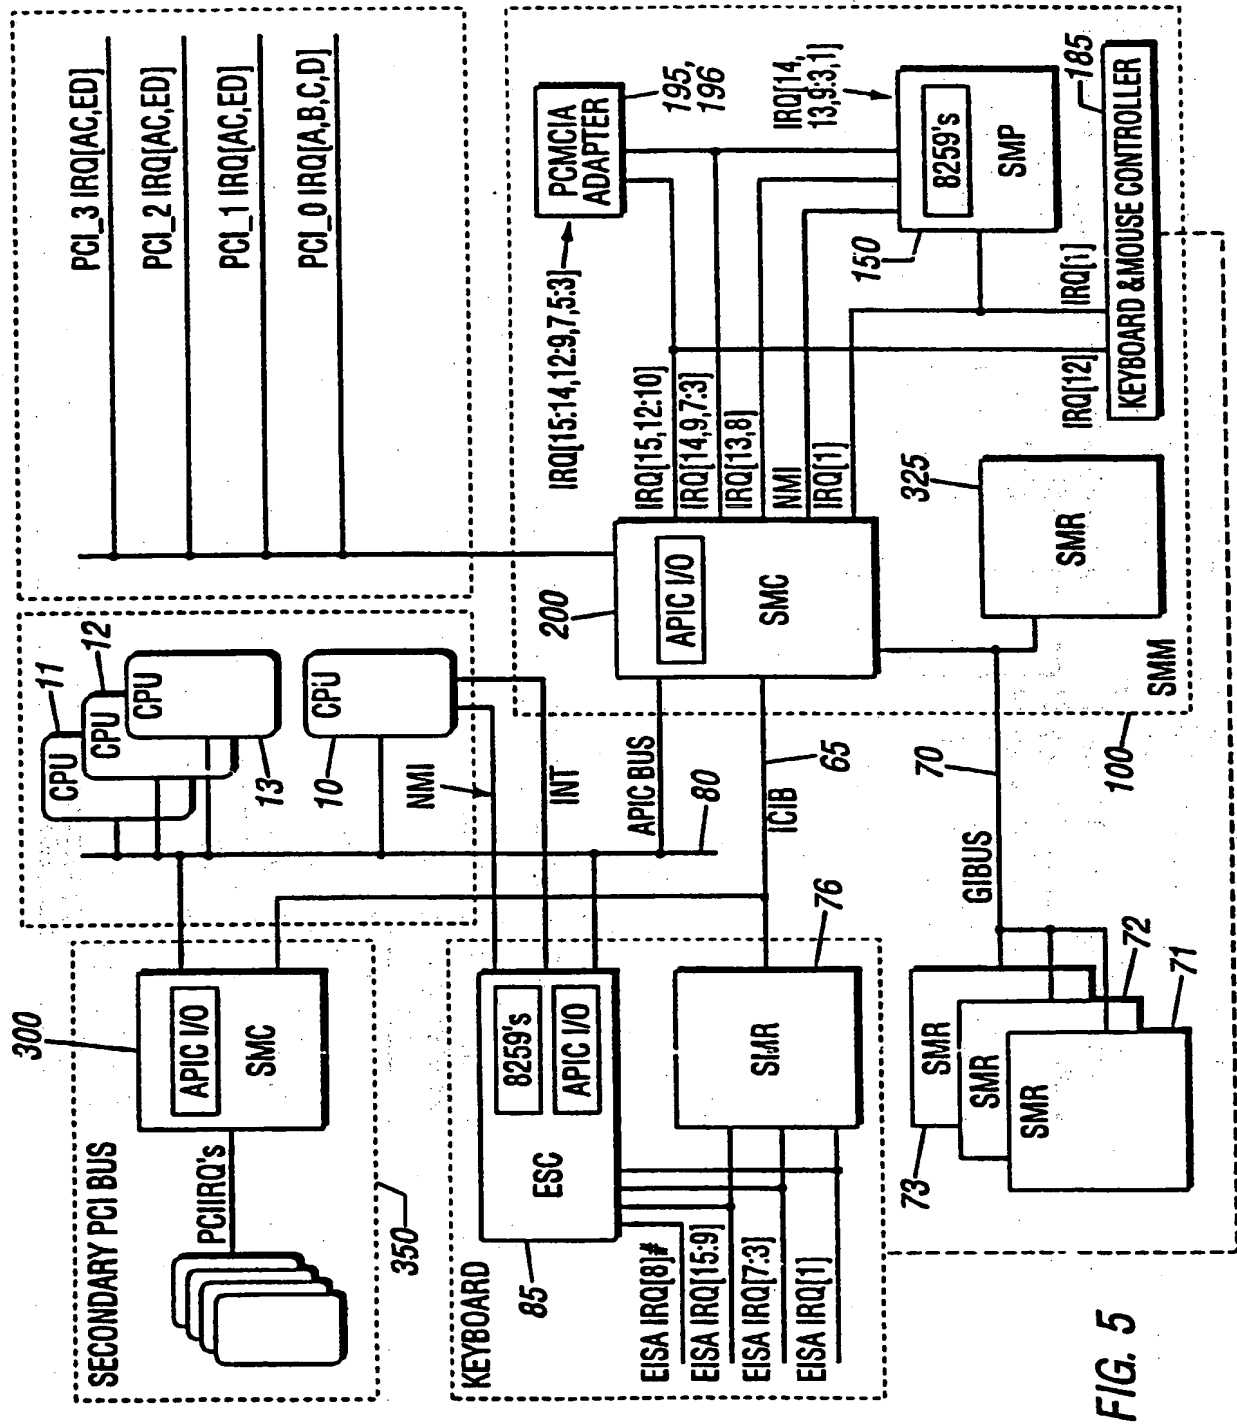 SECONDARY PCI BUS
350
PCIIRQ's
300
APIC I/O
SMC
11
CPU
12
CPU
CPU
13
CPU
10
NMI
INT
APIC BUS
80
ICIB
65
PCI_3 IRQ[AC,ED]
PCI_2 IRQ[AC,ED]
PCI_1 IRQ[AC,ED]
PCI_0 IRQ[A,B,C,D]
KEYBOARD
85
ESC
8259's
APIC I/O
EISA IRQ[8]#
EISA IRQ[15:9]
EISA IRQ[7:3]
EISA IRQ[1]
SMR
76
200
APIC I/O
SMC
IRQ[15:14,12:9,7,5:3]
PCMCIA
ADAPTER
195,
196
IRQ[14,
13,9:3,1]
IRQ[15,12:10]
IRQ[14,9,7:3]
IRQ[13,8]
NMI
IRQ[1]
8259's
SMP
150
185
IRQ[12]
IRQ[1]
KEYBOARD &MOUSE CONTROLLER
325
SMR
SMM
100
70
GIBUS
73
SMR
SMR
SMR
72
71
FIG. 5